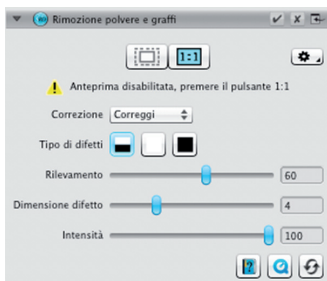 Rimozione polvere e graffi
1:1
Anteprima disabilitata, premere il pulsante 1:1
Correzione Correggi
Tipo di difetti
Rilevamento 60
Dimensione difetto 4
Intensità 100
?